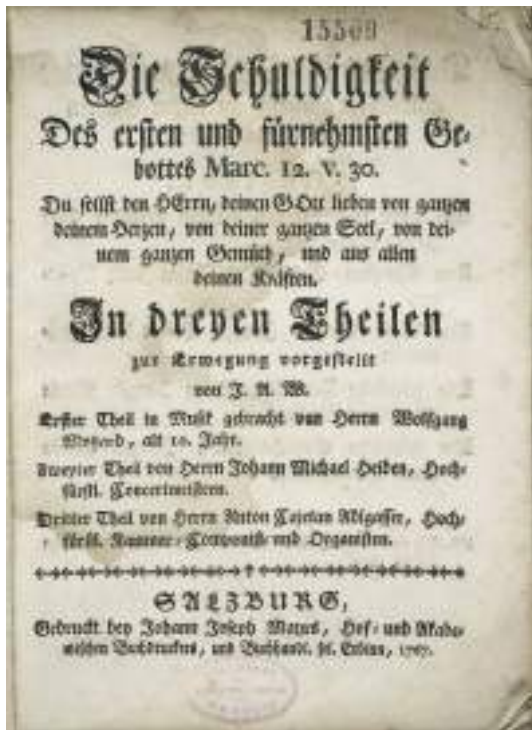 15509
Die Schuldigkeit
Des ersten und fürnehmsten Ge-
bottes Marc. 12. v. 30.
Du sollst den HErrn, deinen GOtt lieben von ganzen
deinem Herzen, von deiner ganzen Seel, von dei-
nem ganzen Gemüth, und aus allen
deinen Kräften.
In dreyen Theilen
zur Erwegung vorgestellt
von J. A. W.
Erster Theil in Musik gebracht von Herrn Wolfgang
Mozard, alt 10. Jahr.
Zweyter Theil von Herrn Johann Michael Heiden, Hoch-
fürstl. Concertmeistern.
Dritter Theil von Herrn Anton Cajetan Adlgasser, Hoch-
fürstl. Kammer-Componist- und Organisten.
SALZBURG,
Gedruckt bey Johann Joseph Mayrs, Hof- und Akade-
mischen Buchdruckers, und Buchhandl. sel. Erbinn, 1767.